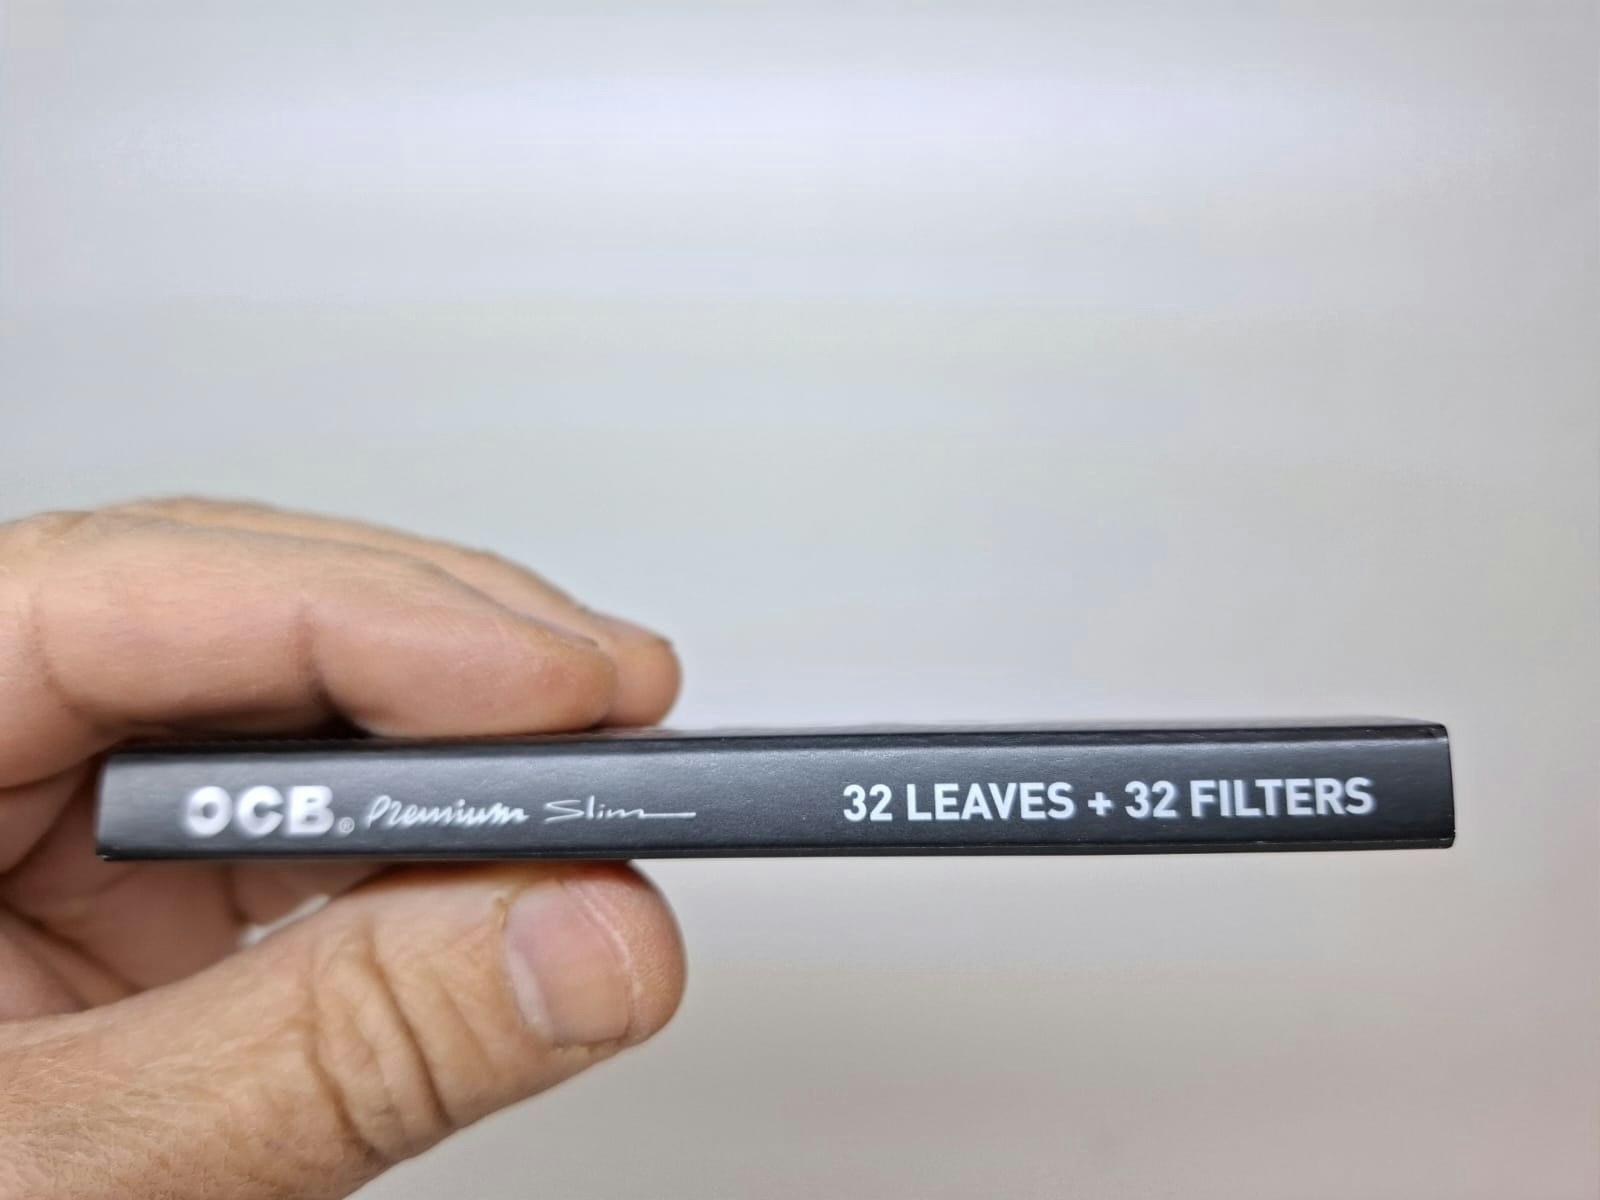 OCB® Premium Slim 32 LEAVES + 32 FILTERS